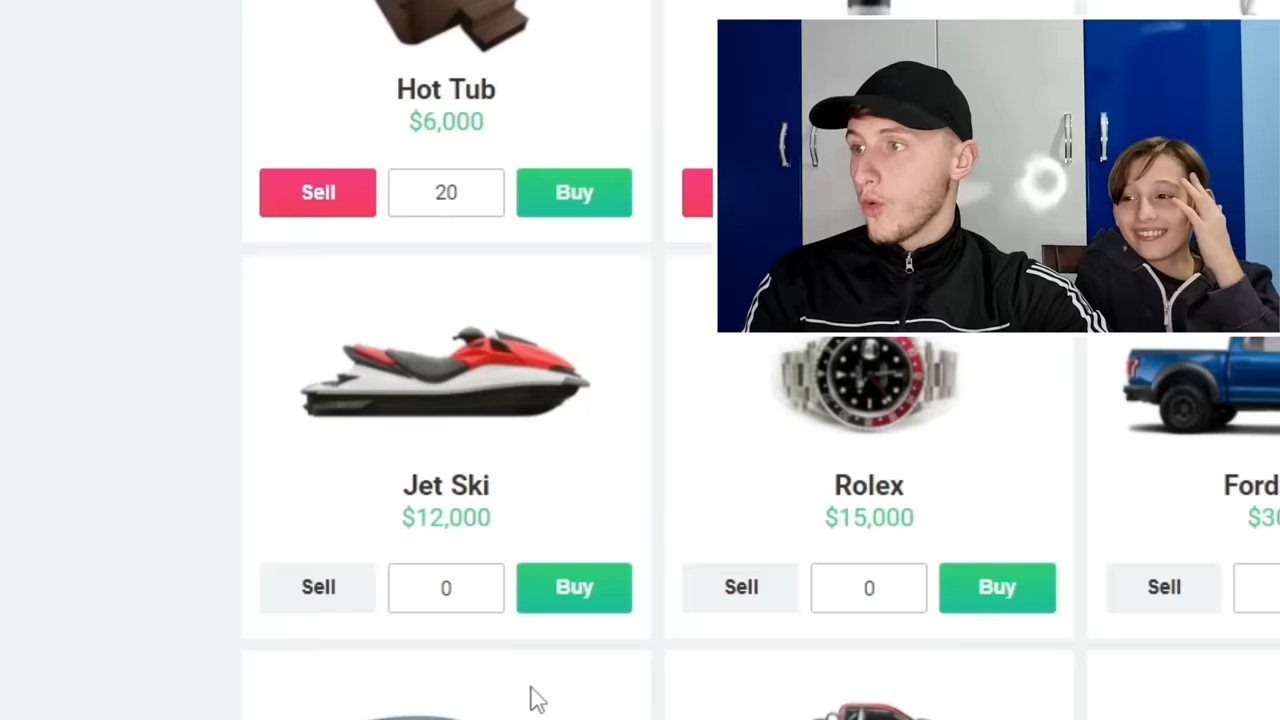 Hot Tub
$6,000
Sell 20 Buy
Jet Ski
$12,000
Sell 0 Buy
Rolex
$15,000
Sell 0 Buy
Ford
Sell